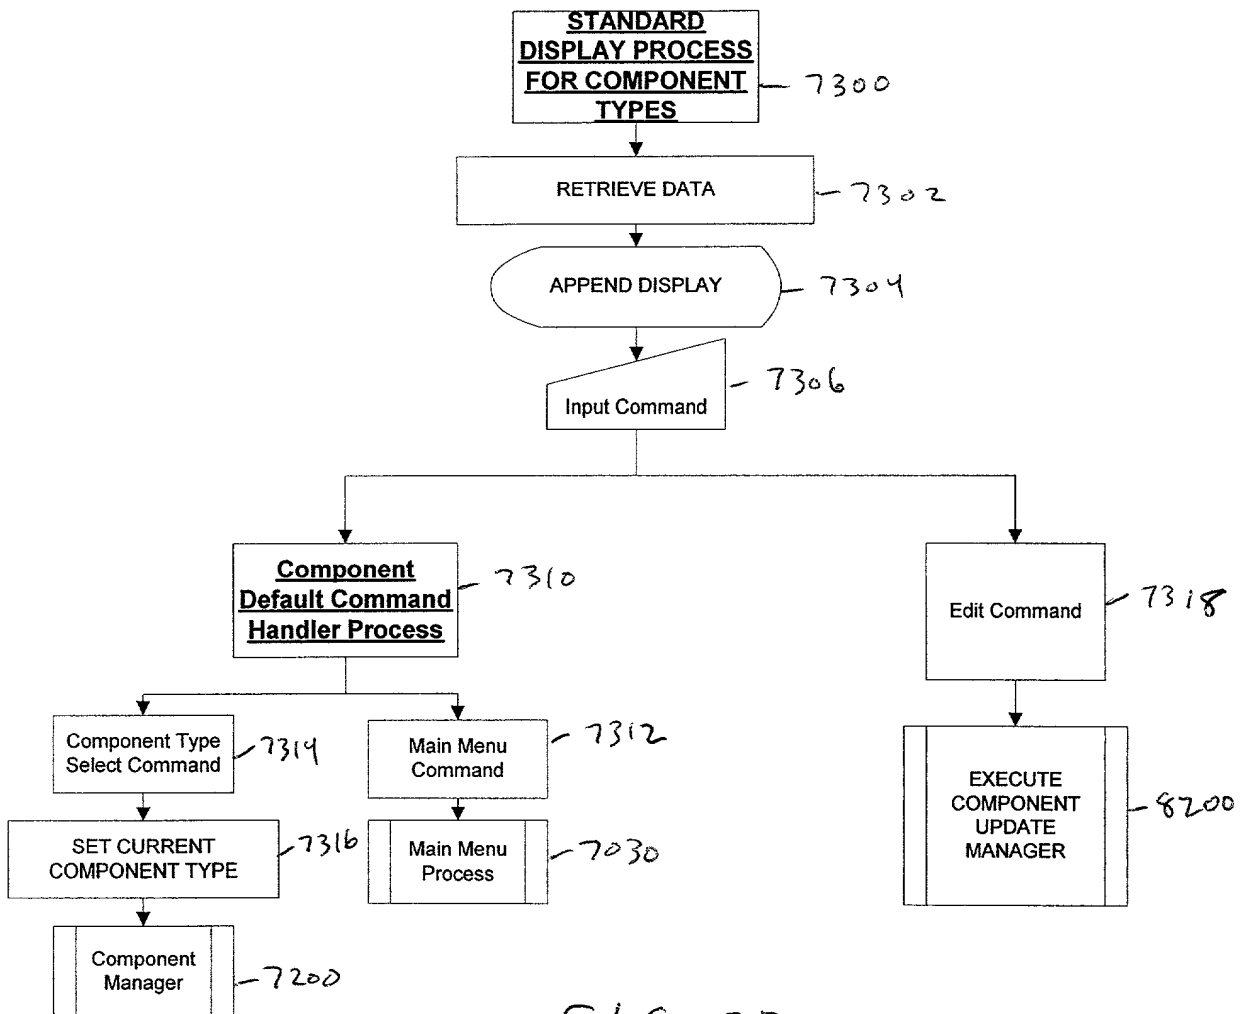 STANDARD
DISPLAY PROCESS
FOR COMPONENT
TYPES
7300
RETRIEVE DATA
7302
APPEND DISPLAY
7304
7306
Input Command
Component
Default Command
Handler Process
7310
Edit Command
7318
Component Type
Select Command
7314
Main Menu
Command
7312
SET CURRENT
COMPONENT TYPE
7316
Main Menu
Process
7030
EXECUTE
COMPONENT
UPDATE
MANAGER
8200
Component
Manager
7200